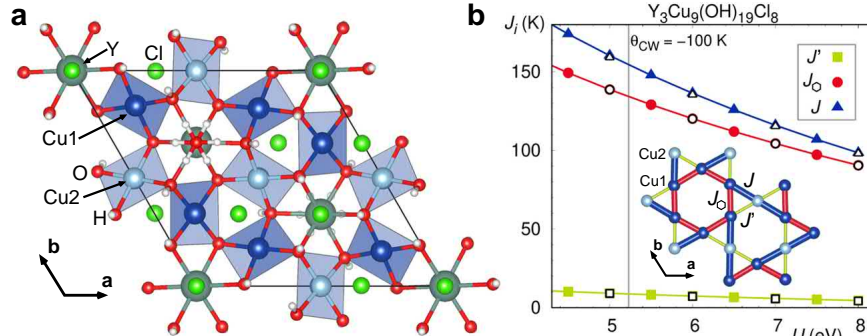 a
Y
Cl
Cu1
O
Cu2
H
b
a
b
Y3Cu9(OH)19Cl8
Ji (K)
θCW = −100 K
150
100
50
0
J'
J⬡
J
Cu2
Cu1
J
J⬡
J'
b
a
5
6
7
8
U (eV)